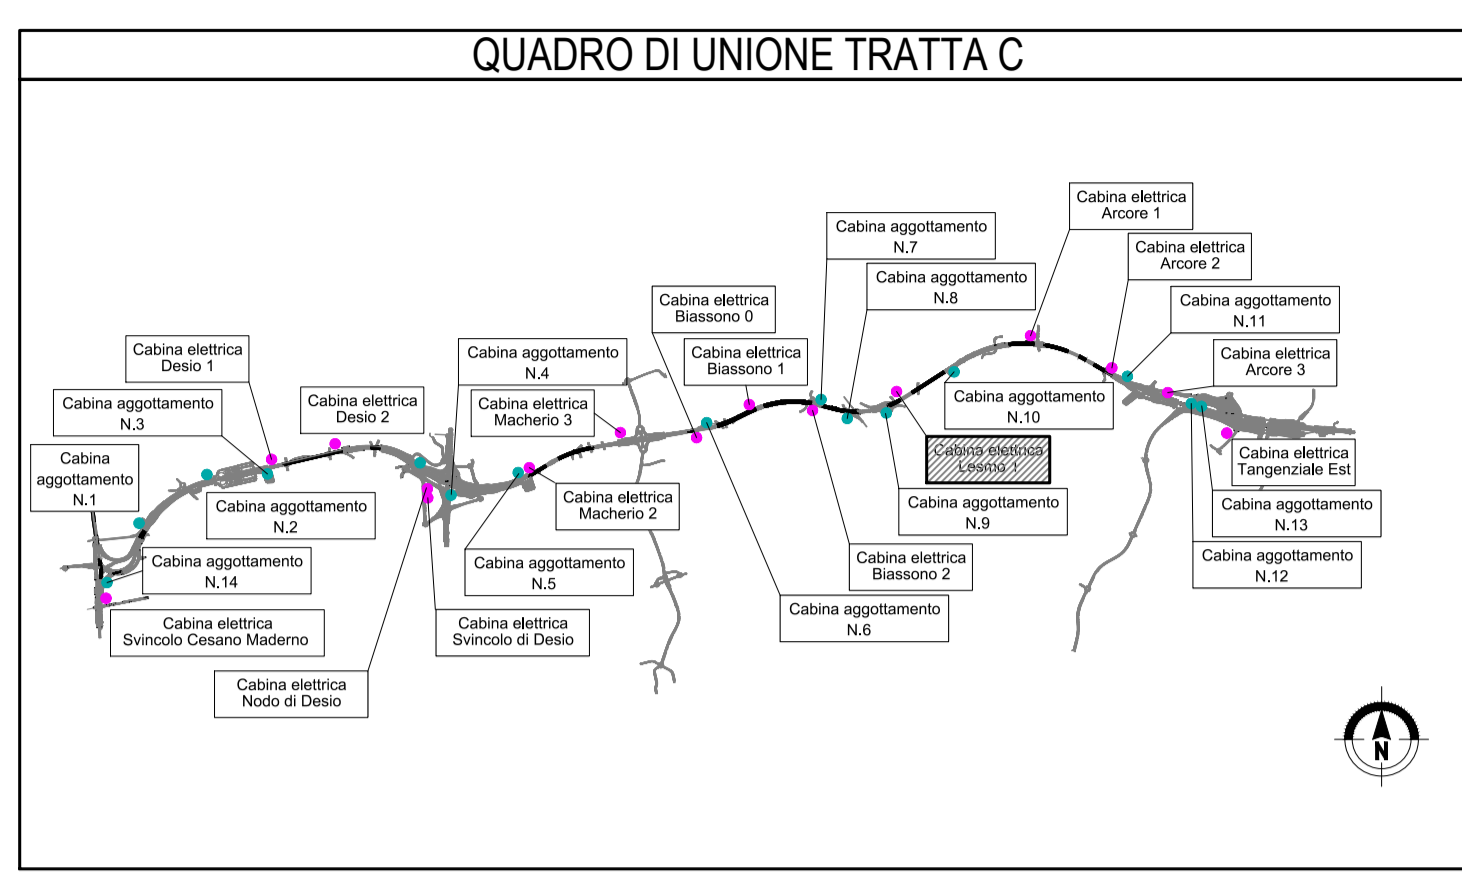 QUADRO DI UNIONE TRATTA C
Cabina elettrica
Arcore 1
Cabina aggottamento
N.7
Cabina elettrica
Arcore 2
Cabina aggottamento
N.8
Cabina elettrica
Biassono 0
Cabina aggottamento
N.11
Cabina elettrica
Desio 1
Cabina aggottamento
N.4
Cabina elettrica
Biassono 1
Cabina elettrica
Arcore 3
Cabina aggottamento
N.3
Cabina elettrica
Desio 2
Cabina elettrica
Macherio 3
Cabina aggottamento
N.10
Cabina
aggottamento
N.1
Cabina elettrica
Lesmo 1
Cabina elettrica
Tangenziale Est
Cabina aggottamento
N.2
Cabina elettrica
Macherio 2
Cabina aggottamento
N.9
Cabina aggottamento
N.13
Cabina aggottamento
N.14
Cabina aggottamento
N.5
Cabina elettrica
Biassono 2
Cabina aggottamento
N.12
Cabina elettrica
Svincolo Cesano Maderno
Cabina elettrica
Svincolo di Desio
Cabina aggottamento
N.6
Cabina elettrica
Nodo di Desio
N